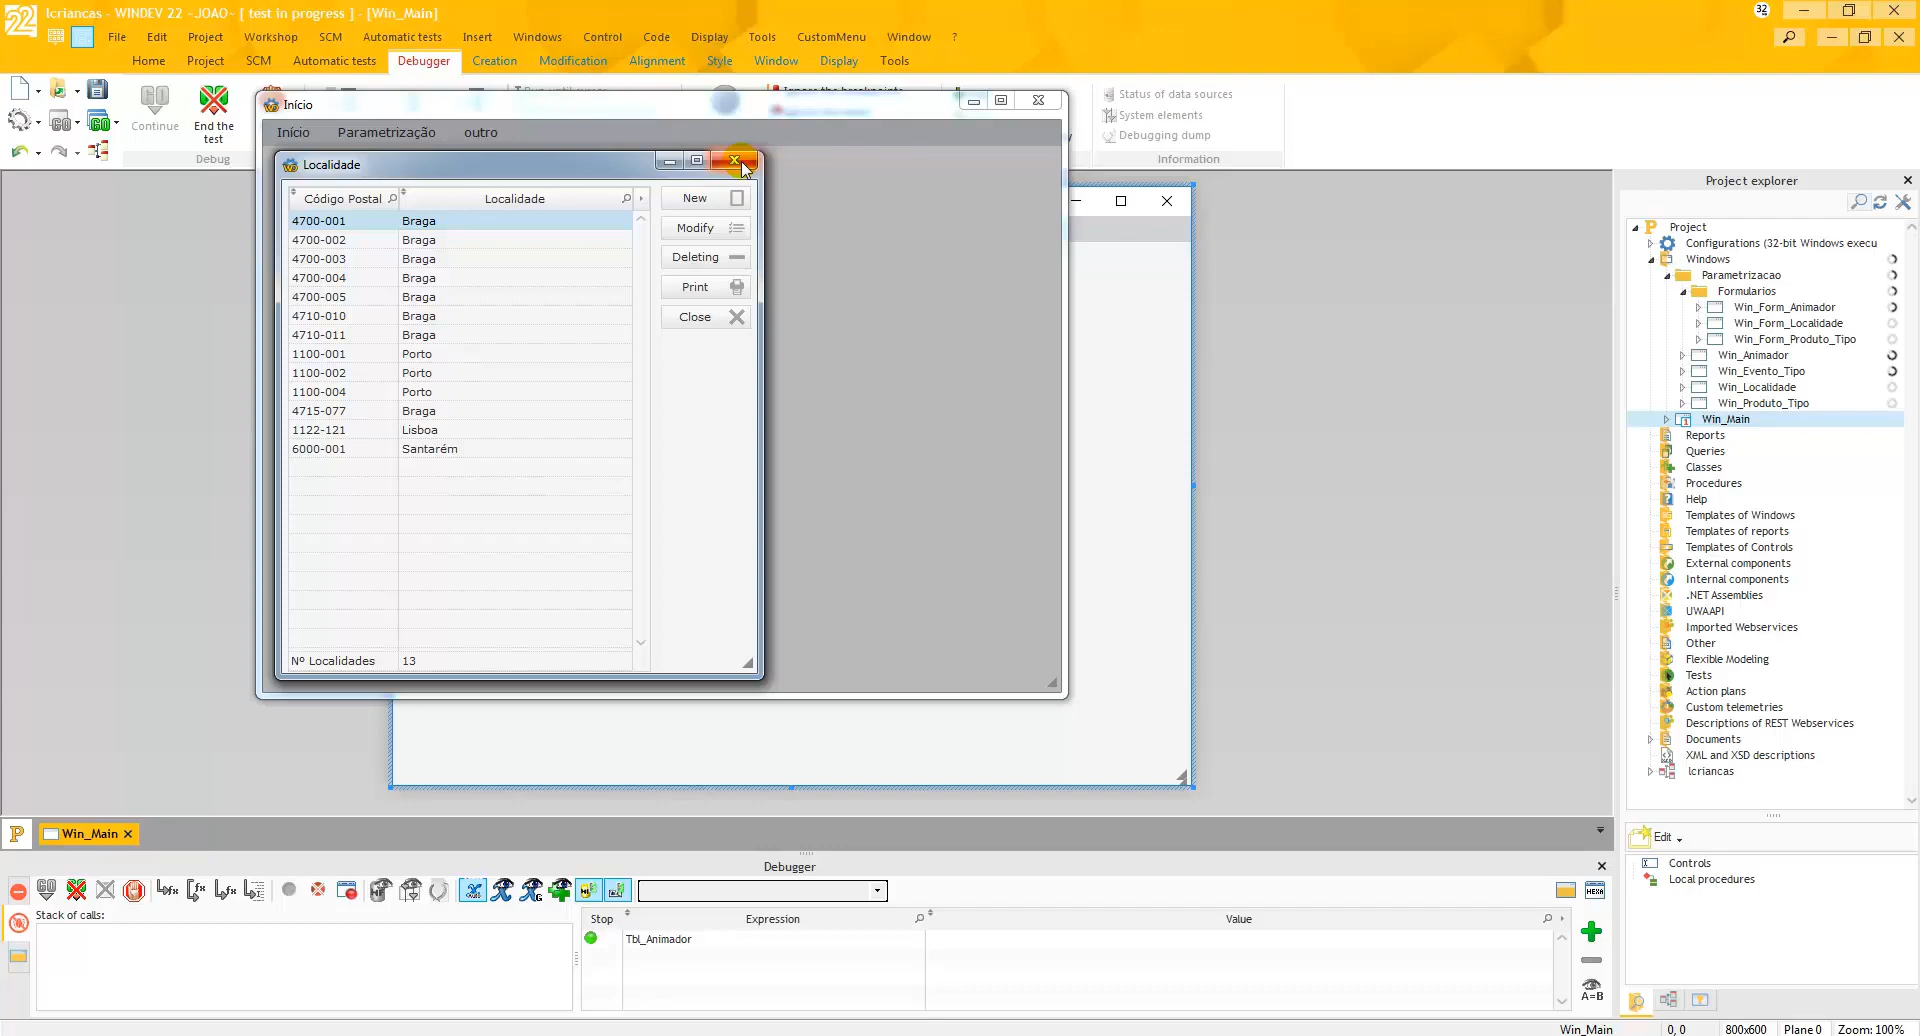 lcriancas - WINDEV 22 ~JOAO~ [ test in progress ] - [Win_Main]
32
File Edit Project Workshop SCM Automatic tests Insert Windows Control Code Display Tools CustomMenu Window ?
Home Project SCM Automatic tests Debugger Creation Modification Alignment Style Window Display Tools
Continue
End the test
Debug
Ignore the breakpoints
Status of data sources
System elements
Debugging dump
Information
Início
Início Parametrização outro
Localidade
Código Postal Localidade
4700-001 Braga
4700-002 Braga
4700-003 Braga
4700-004 Braga
4700-005 Braga
4710-010 Braga
4710-011 Braga
1100-001 Porto
1100-002 Porto
1100-004 Porto
4715-077 Braga
1122-121 Lisboa
6000-001 Santarém
Nº Localidades 13
New
Modify
Deleting
Print
Close
Project explorer
Project
Configurations (32-bit Windows execu
Windows
Parametrizacao
Formularios
Win_Form_Animador
Win_Form_Localidade
Win_Form_Produto_Tipo
Win_Animador
Win_Evento_Tipo
Win_Localidade
Win_Produto_Tipo
Win_Main
Reports
Queries
Classes
Procedures
Help
Templates of Windows
Templates of reports
Templates of Controls
External components
Internal components
.NET Assemblies
UWAAPI
Imported Webservices
Other
Flexible Modeling
Tests
Action plans
Custom telemetries
Descriptions of REST Webservices
Documents
XML and XSD descriptions
lcriancas
Edit
Controls
Local procedures
Win_Main
Debugger
Stack of calls:
Stop Expression Value
Tbl_Animador
A=B
Win_Main 0, 0 800x600 Plane 0 Zoom: 100%